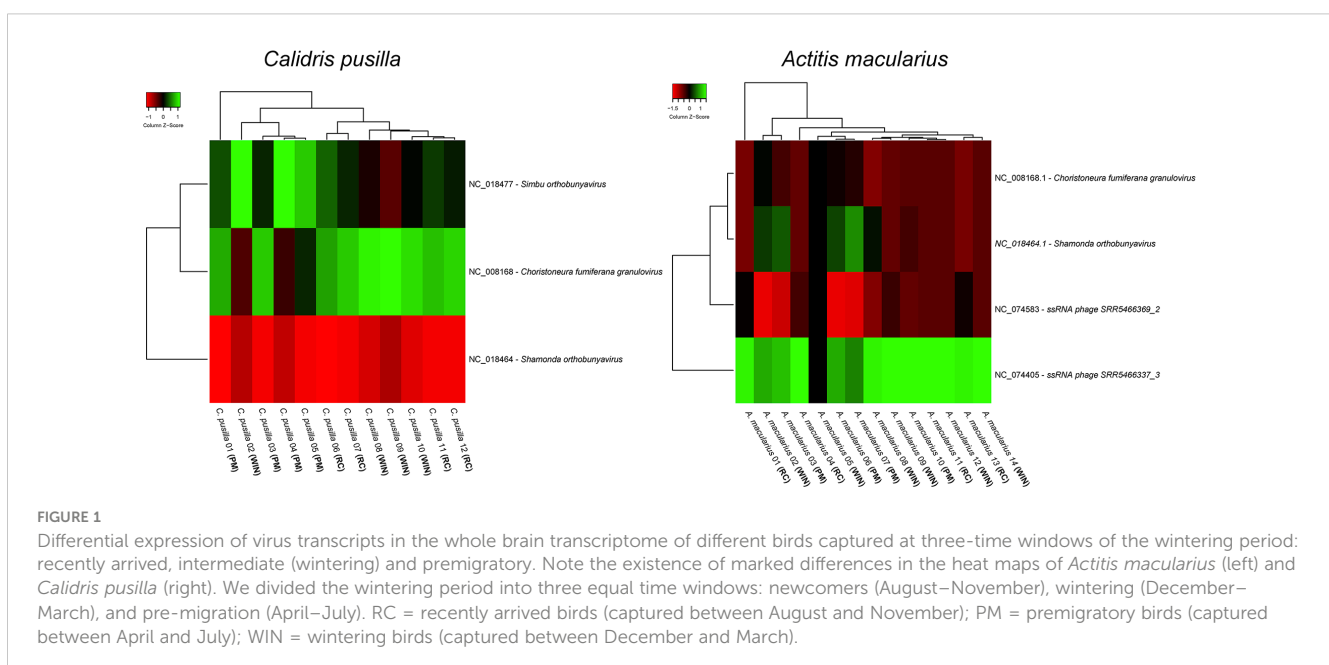 Calidris pusilla
-1 0 1
Column Z-Score
NC_018477 - Simbu orthobunyavirus
NC_008168 - Choristoneura fumiferana granulovirus
NC_018464 - Shamonda orthobunyavirus
C. pusilla 01 (PM)
C. pusilla 02 (WIN)
C. pusilla 03 (PM)
C. pusilla 04 (PM)
C. pusilla 05 (PM)
C. pusilla 06 (RC)
C. pusilla 07 (RC)
C. pusilla 08 (WIN)
C. pusilla 09 (WIN)
C. pusilla 10 (WIN)
C. pusilla 11 (RC)
C. pusilla 12 (RC)
Actitis macularius
-1.5 0 1
Column Z-Score
NC_008168.1 - Choristoneura fumiferana granulovirus
NC_018464.1 - Shamonda orthobunyavirus
NC_074583 - ssRNA phage SRR5466369_2
NC_074405 - ssRNA phage SRR5466337_3
A. macularius 01 (RC)
A. macularius 02 (WIN)
A. macularius 03 (PM)
A. macularius 04 (RC)
A. macularius 05 (WIN)
A. macularius 06 (PM)
A. macularius 07 (PM)
A. macularius 08 (WIN)
A. macularius 09 (WIN)
A. macularius 10 (PM)
A. macularius 11 (RC)
A. macularius 12 (WIN)
A. macularius 13 (RC)
A. macularius 14 (WIN)
FIGURE 1
Differential expression of virus transcripts in the whole brain transcriptome of different birds captured at three-time windows of the wintering period:
recently arrived, intermediate (wintering) and premigratory. Note the existence of marked differences in the heat maps of Actitis macularius (left) and
Calidris pusilla (right). We divided the wintering period into three equal time windows: newcomers (August–November), wintering (December–
March), and pre-migration (April–July). RC = recently arrived birds (captured between August and November); PM = premigratory birds (captured
between April and July); WIN = wintering birds (captured between December and March).